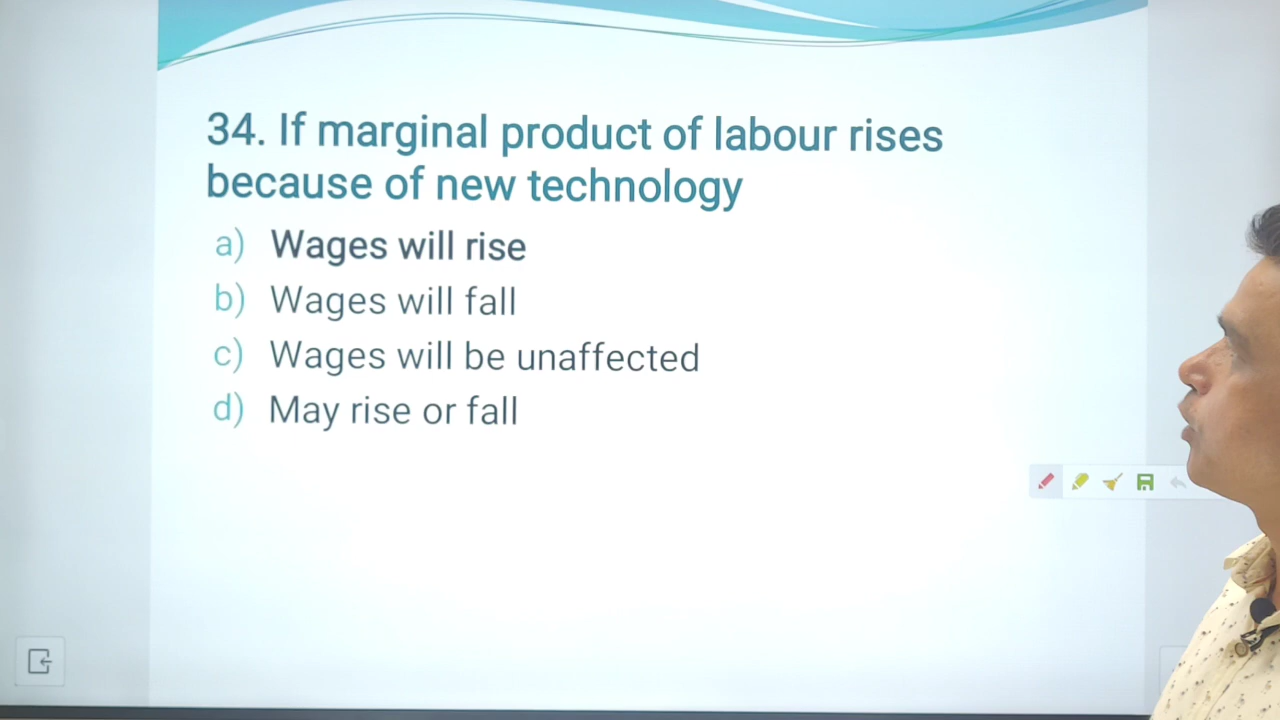 34. If marginal product of labour rises
because of new technology
a) Wages will rise
b) Wages will fall
c) Wages will be unaffected
d) May rise or fall